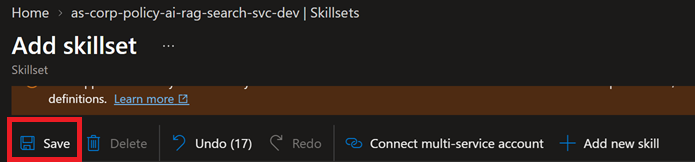 Home > as-corp-policy-ai-rag-search-svc-dev | Skillsets
Add skillset ...
Skillset
definitions. Learn more
Save Delete Undo (17) Redo Connect multi-service account Add new skill